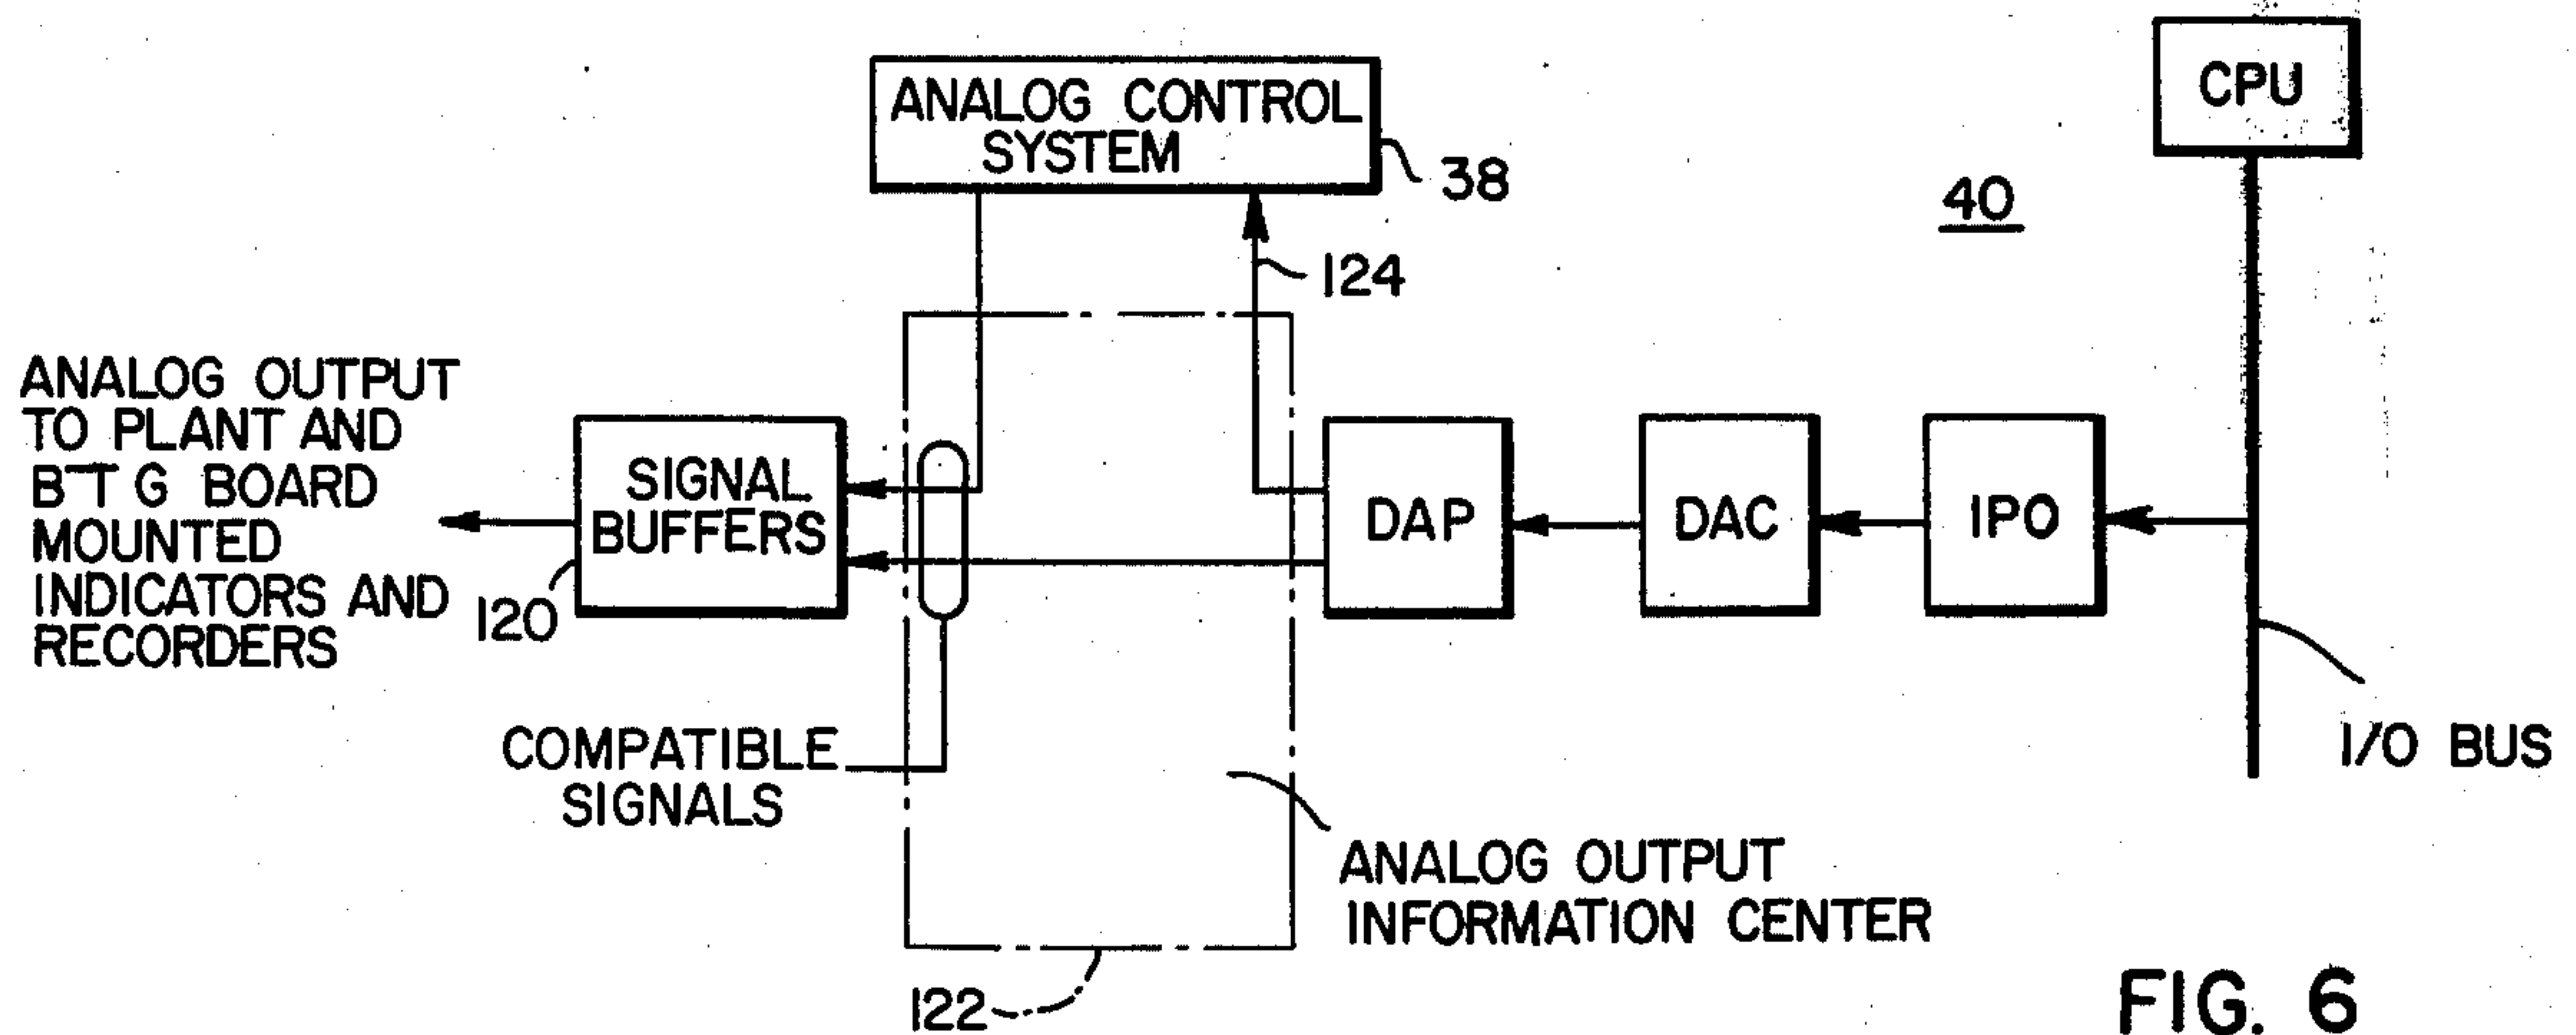 CPU
ANALOG CONTROL
SYSTEM
38
40
124
ANALOG OUTPUT
TO PLANT AND
BTG BOARD
MOUNTED
INDICATORS AND
RECORDERS
SIGNAL
BUFFERS
120
DAP
DAC
IPO
COMPATIBLE
SIGNALS
I/O BUS
ANALOG OUTPUT
INFORMATION CENTER
122
FIG. 6